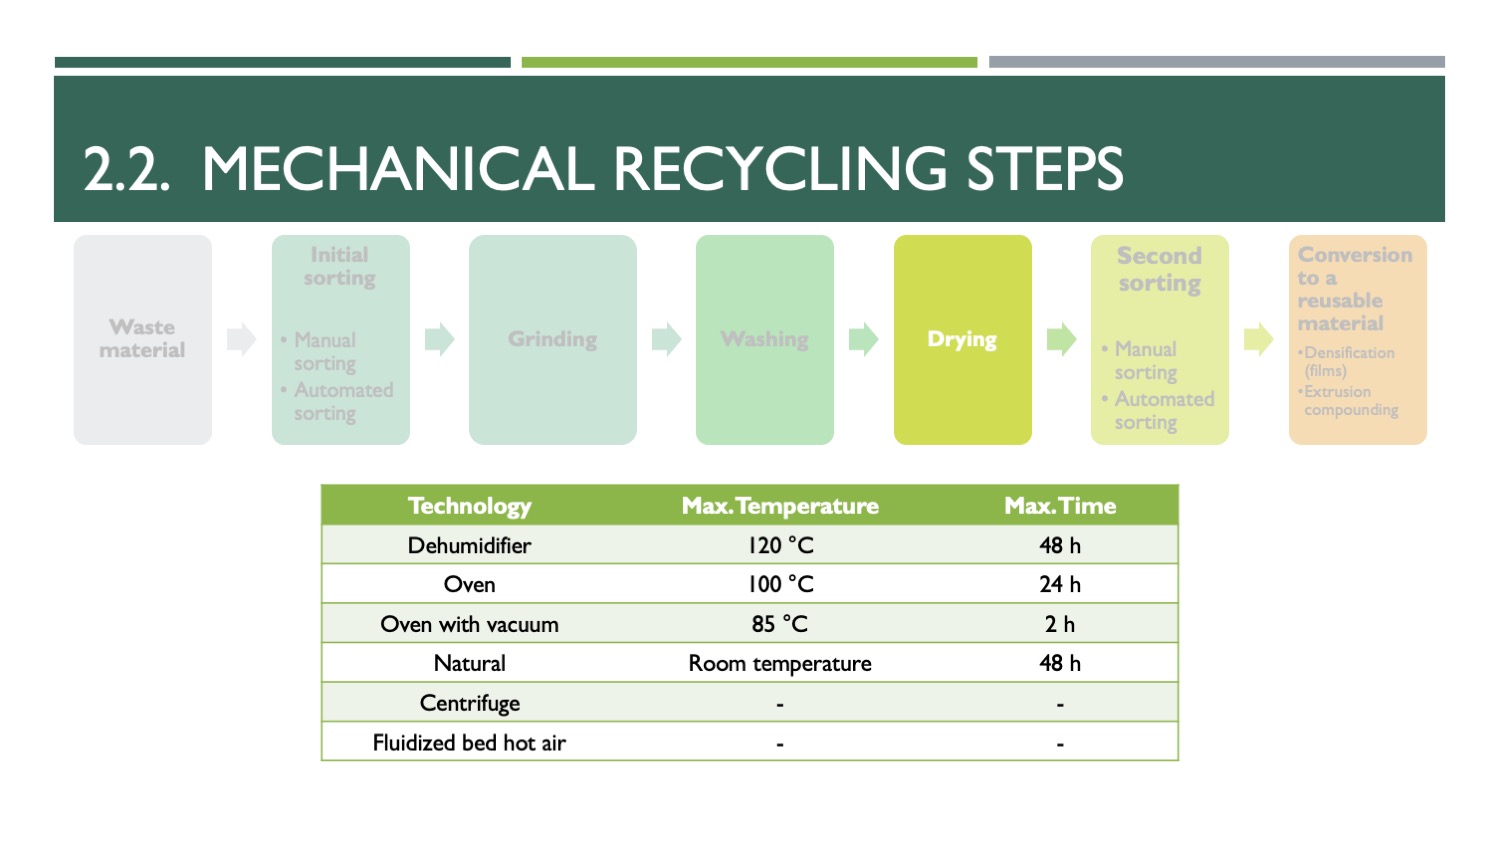 2.2. MECHANICAL RECYCLING STEPS
Waste
material
Initial
sorting
• Manual
sorting
• Automated
sorting
Grinding
Washing
Drying
Second
sorting
• Manual
sorting
• Automated
sorting
Conversion
to a
reusable
material
•Densification
(films)
•Extrusion
compounding
Technology Max. Temperature Max. Time
Dehumidifier 120 °C 48 h
Oven 100 °C 24 h
Oven with vacuum 85 °C 2 h
Natural Room temperature 48 h
Centrifuge - -
Fluidized bed hot air - -